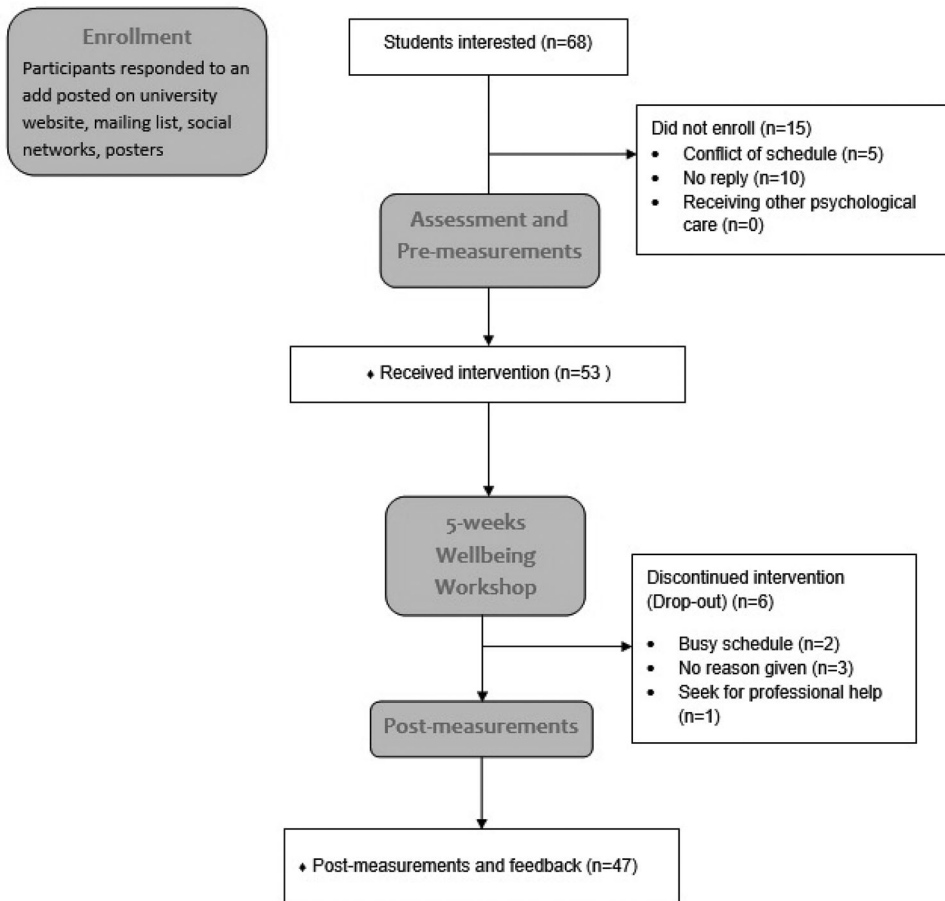 Enrollment
Participants responded to an
add posted on university
website, mailing list, social
networks, posters
Students interested (n=68)
Did not enroll (n=15)
• Conflict of schedule (n=5)
• No reply (n=10)
• Receiving other psychological
care (n=0)
Assessment and
Pre-measurements
♦ Received intervention (n=53 )
5-weeks
Wellbeing
Workshop
Discontinued intervention
(Drop-out) (n=6)
• Busy schedule (n=2)
• No reason given (n=3)
• Seek for professional help
(n=1)
Post-measurements
♦ Post-measurements and feedback (n=47)